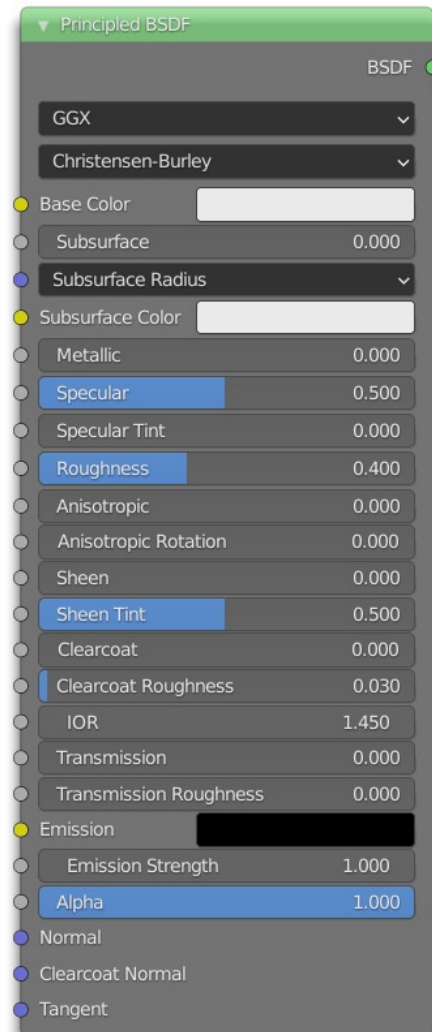 Principled BSDF
BSDF
GGX
Christensen-Burley
Base Color
Subsurface 0.000
Subsurface Radius
Subsurface Color
Metallic 0.000
Specular 0.500
Specular Tint 0.000
Roughness 0.400
Anisotropic 0.000
Anisotropic Rotation 0.000
Sheen 0.000
Sheen Tint 0.500
Clearcoat 0.000
Clearcoat Roughness 0.030
IOR 1.450
Transmission 0.000
Transmission Roughness 0.000
Emission
Emission Strength 1.000
Alpha 1.000
Normal
Clearcoat Normal
Tangent